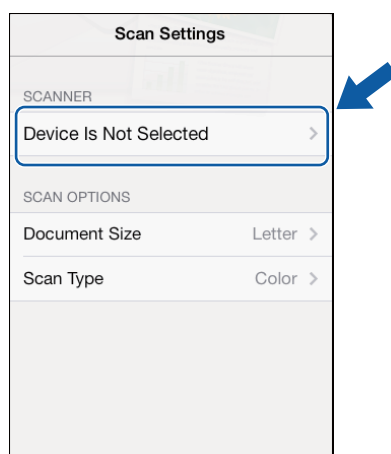 Scan Settings
SCANNER
Device Is Not Selected
SCAN OPTIONS
Document Size Letter
Scan Type Color